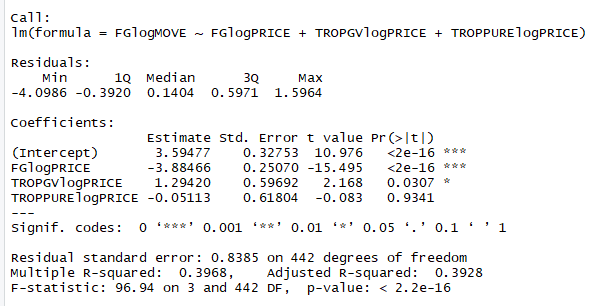 Call:
lm(formula = FGlogMOVE ~ FGlogPRICE + TROPGVlogPRICE + TROPPURElogPRICE)
Residuals:
Min 1Q Median 3Q Max
-4.0986 -0.3920 0.1404 0.5971 1.5964
Coefficients:
Estimate Std. Error t value Pr(>|t|)
(Intercept) 3.59477 0.32753 10.976 <2e-16 ***
FGlogPRICE -3.88466 0.25070 -15.495 <2e-16 ***
TROPGVlogPRICE 1.29420 0.59692 2.168 0.0307 *
TROPPURElogPRICE -0.05113 0.61804 -0.083 0.9341
---
Signif. codes: 0 ‘***’ 0.001 ‘**’ 0.01 ‘*’ 0.05 ‘.’ 0.1 ‘ ’ 1
Residual standard error: 0.8385 on 442 degrees of freedom
Multiple R-squared: 0.3968, Adjusted R-squared: 0.3928
F-statistic: 96.94 on 3 and 442 DF, p-value: < 2.2e-16